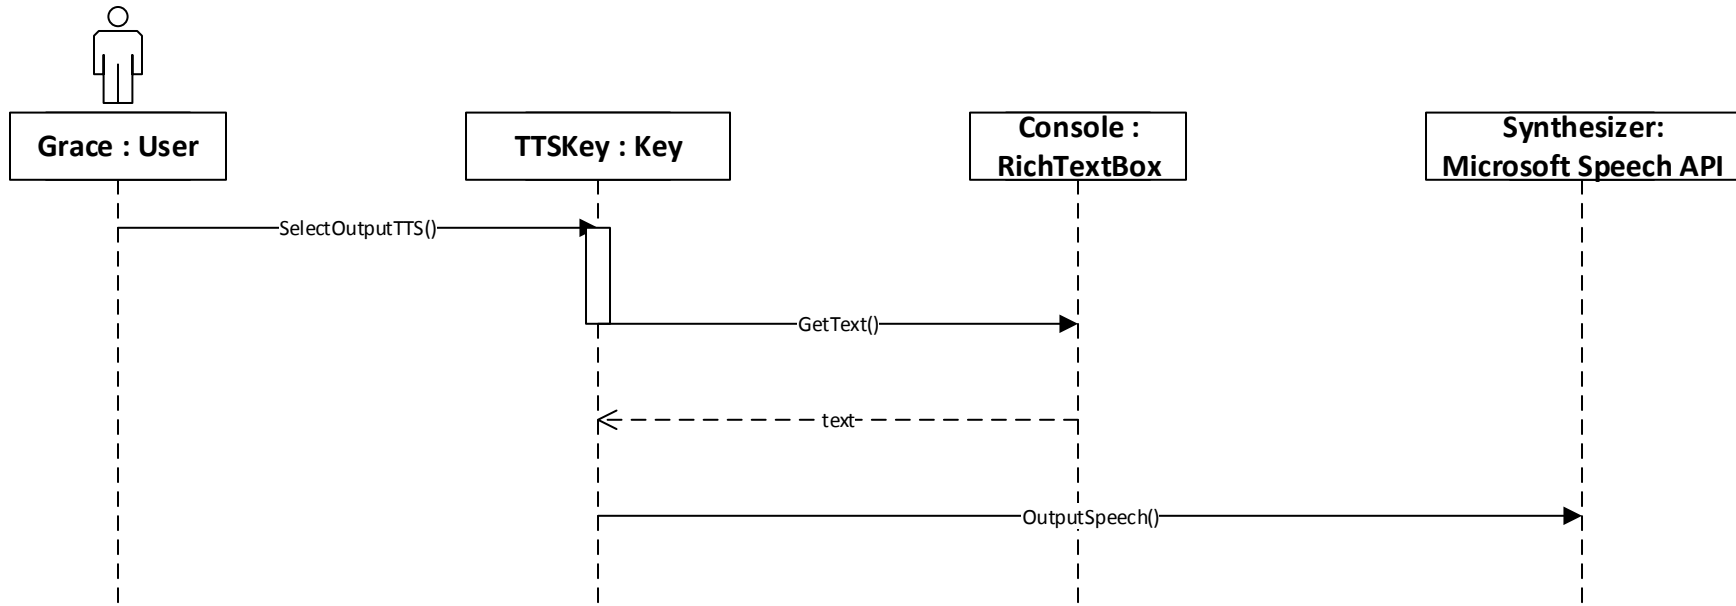 Grace : User
TTSKey : Key
Console :
RichTextBox
Synthesizer:
Microsoft Speech API
SelectOutputTTS()
GetText()
text
OutputSpeech()